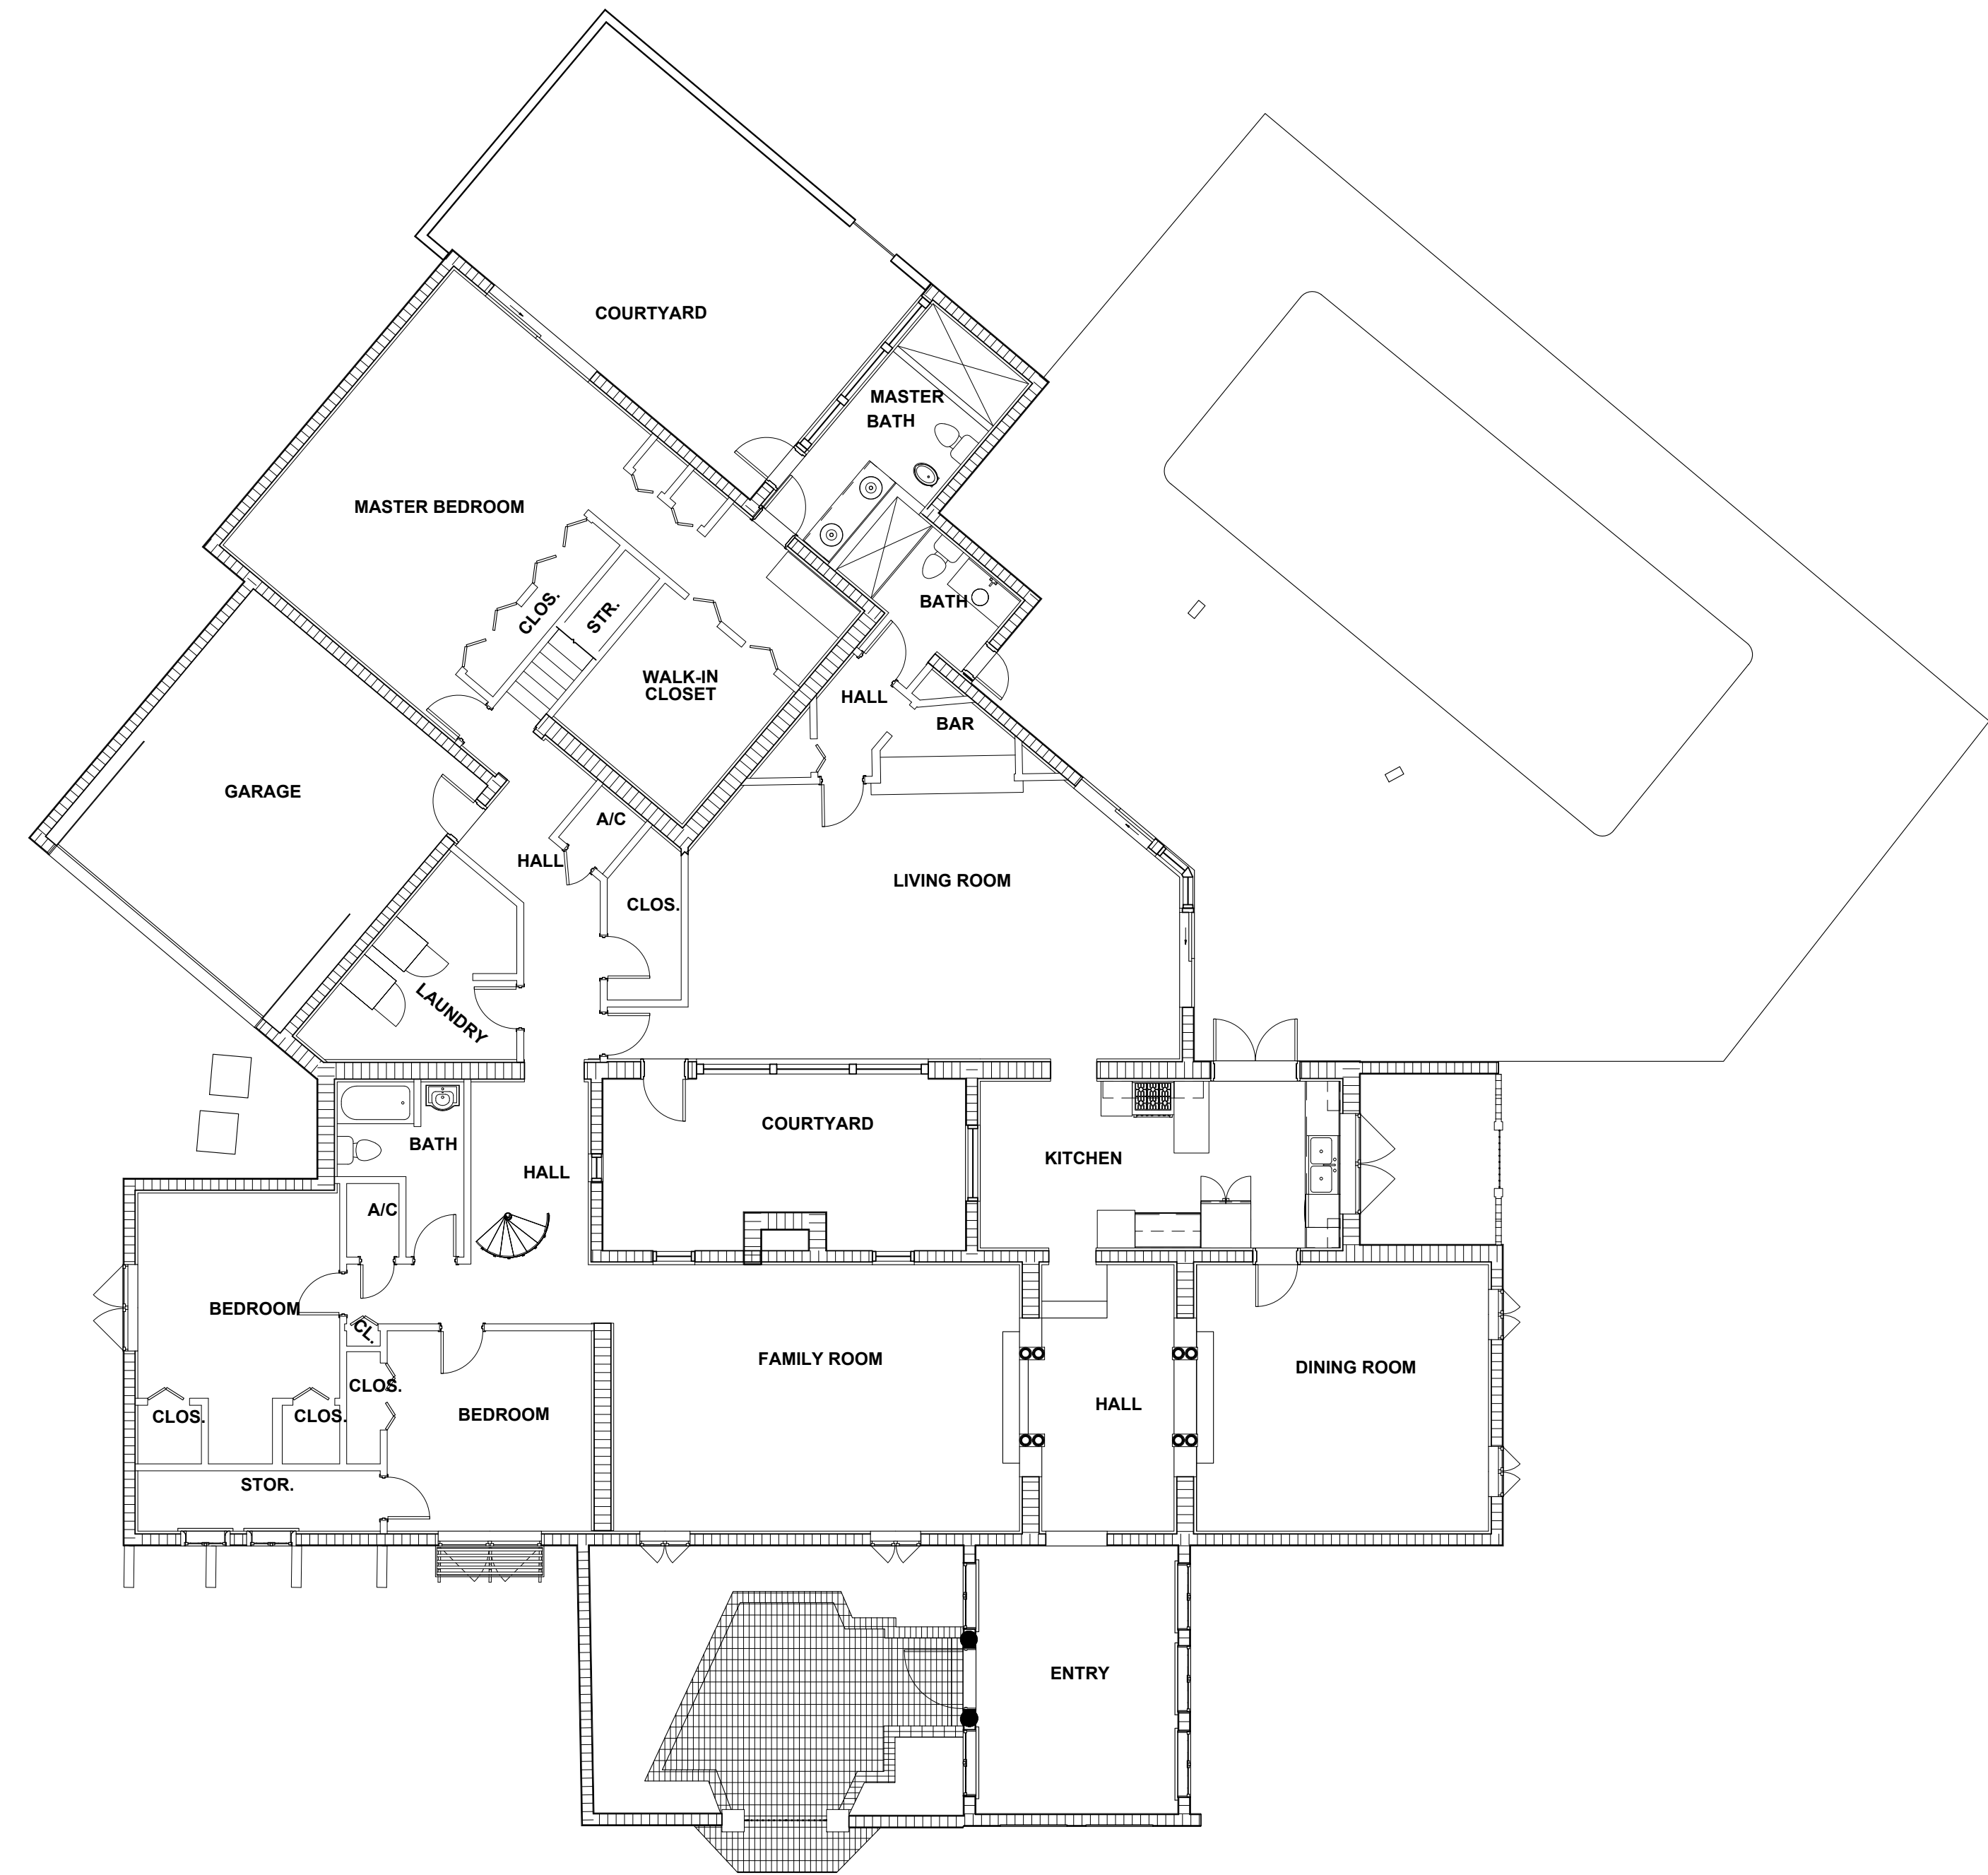 COURTYARD
MASTER
BATH
MASTER BEDROOM
CLOS.
STR.
BATH
WALK-IN
CLOSET
HALL
BAR
GARAGE
A/C
HALL
LIVING ROOM
CLOS.
LAUNDRY
COURTYARD
BATH
KITCHEN
HALL
A/C
BEDROOM
CL.
FAMILY ROOM
DINING ROOM
CLOS.
HALL
CLOS.
CLOS.
BEDROOM
STOR.
ENTRY